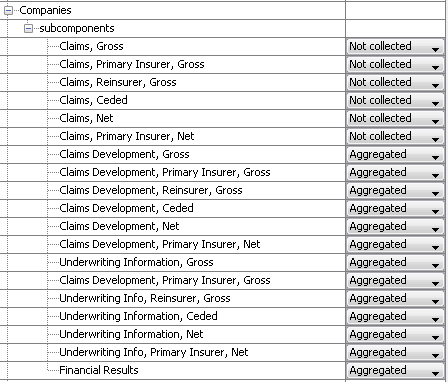 Companies
subcomponents
Claims, Gross Not collected
Claims, Primary Insurer, Gross Not collected
Claims, Reinsurer, Gross Not collected
Claims, Ceded Not collected
Claims, Net Not collected
Claims, Primary Insurer, Net Not collected
Claims Development, Gross Aggregated
Claims Development, Primary Insurer, Gross Aggregated
Claims Development, Reinsurer, Gross Aggregated
Claims Development, Ceded Aggregated
Claims Development, Net Aggregated
Claims Development, Primary Insurer, Net Aggregated
Underwriting Information, Gross Aggregated
Claims Development, Primary Insurer, Gross Aggregated
Underwriting Info, Reinsurer, Gross Aggregated
Underwriting Information, Ceded Aggregated
Underwriting Information, Net Aggregated
Underwriting Info, Primary Insurer, Net Aggregated
Financial Results Aggregated